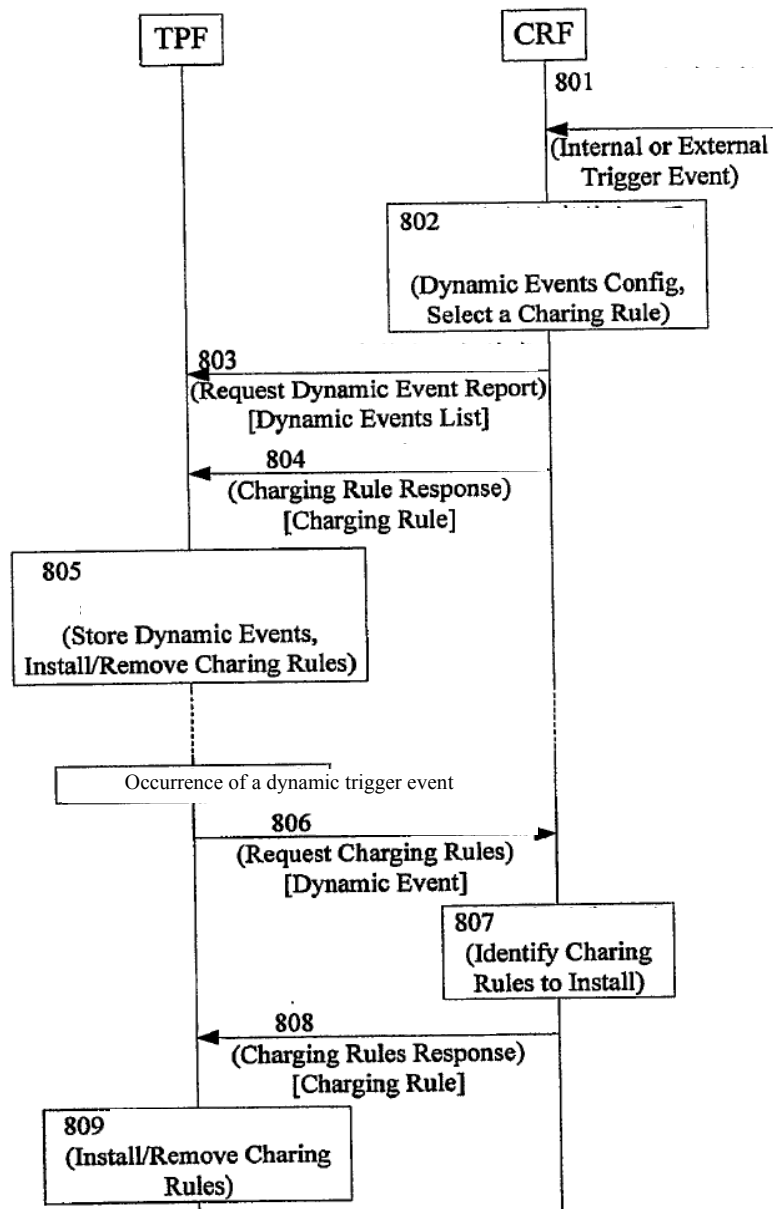 TPF
CRF
801
(Internal or External
Trigger Event)
802
(Dynamic Events Config,
Select a Charing Rule)
803
(Request Dynamic Event Report)
[Dynamic Events List]
804
(Charging Rule Response)
[Charging Rule]
805
(Store Dynamic Events,
Install/Remove Charing Rules)
Occurrence of a dynamic trigger event
806
(Request Charging Rules)
[Dynamic Event]
807
(Identify Charing
Rules to Install)
808
(Charging Rules Response)
[Charging Rule]
809
(Install/Remove Charing
Rules)